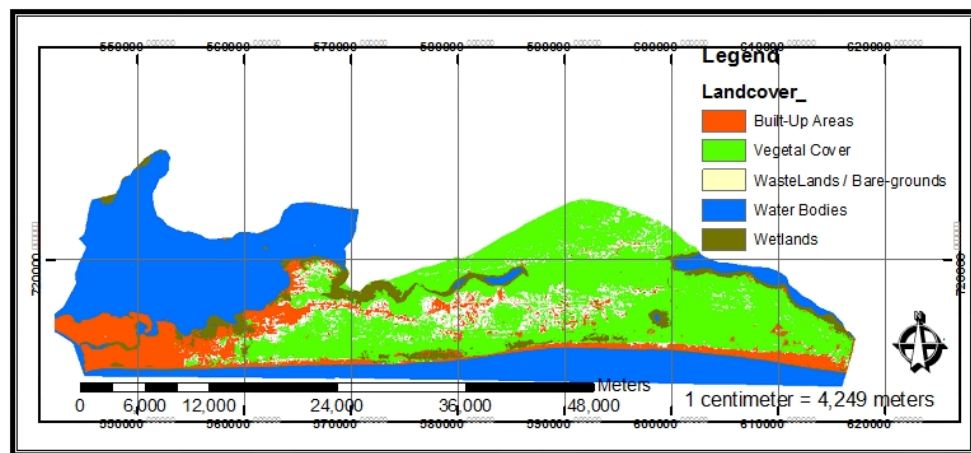 550000 560000 570000 580000 590000 600000 610000 620000
Legend
Landcover_
Built-Up Areas
Vegetal Cover
WasteLands / Bare-grounds
Water Bodies
Wetlands
720000
720000
N
Meters
0 6,000 12,000 24,000 36,000 48,000
1 centimeter = 4,249 meters
550000 560000 570000 580000 590000 600000 610000 620000